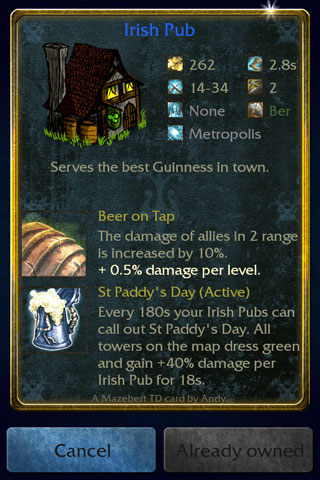 Irish Pub
262 2.8s
14-34 2
None Ber
Metropolis
Serves the best Guinness in town.
Beer on Tap
The damage of allies in 2 range
is increased by 10%.
+ 0.5% damage per level.
St Paddy's Day (Active)
Every 180s your Irish Pubs can
call out St Paddy's Day. All
towers on the map dress green
and gain +40% damage per
Irish Pub for 18s.
A Mazebert TD card by Andy
Cancel Already owned